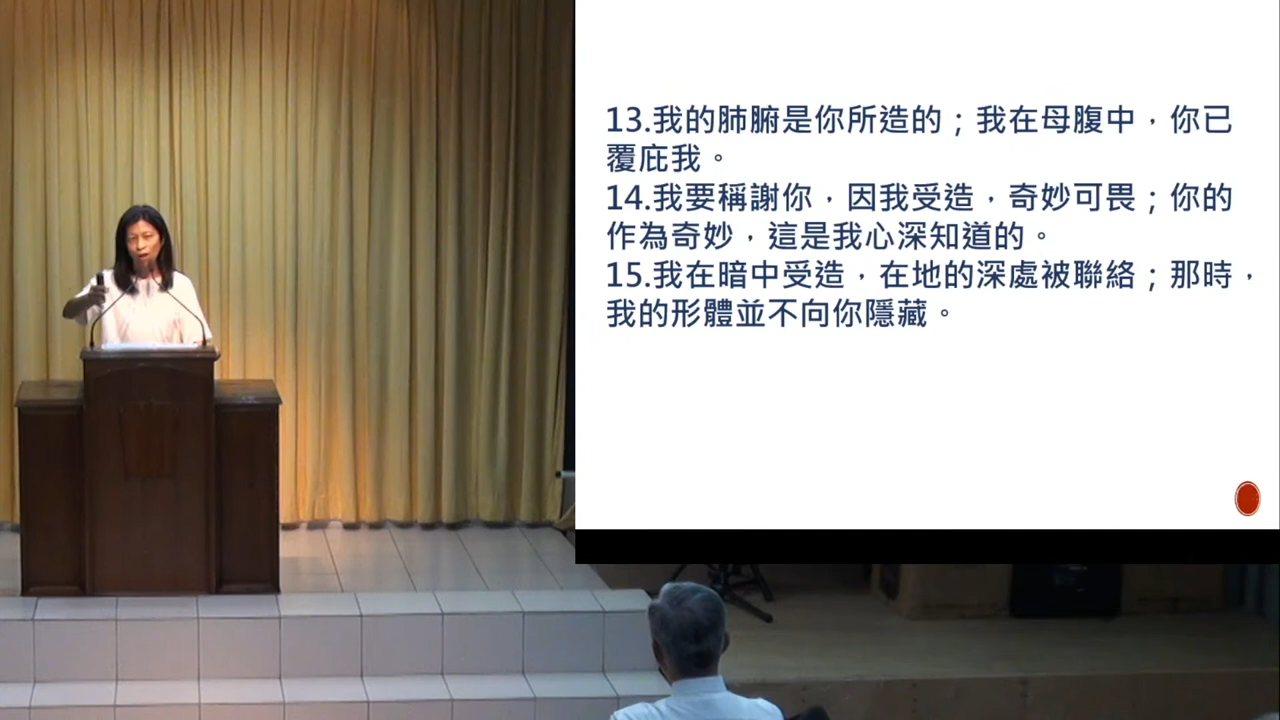 13.我的肺腑是你所造的；我在母腹中，你已
覆庇我。
14.我要稱謝你，因我受造，奇妙可畏；你的
作為奇妙，這是我心深知道的。
15.我在暗中受造，在地的深處被聯絡；那時，
我的形體並不向你隱藏。